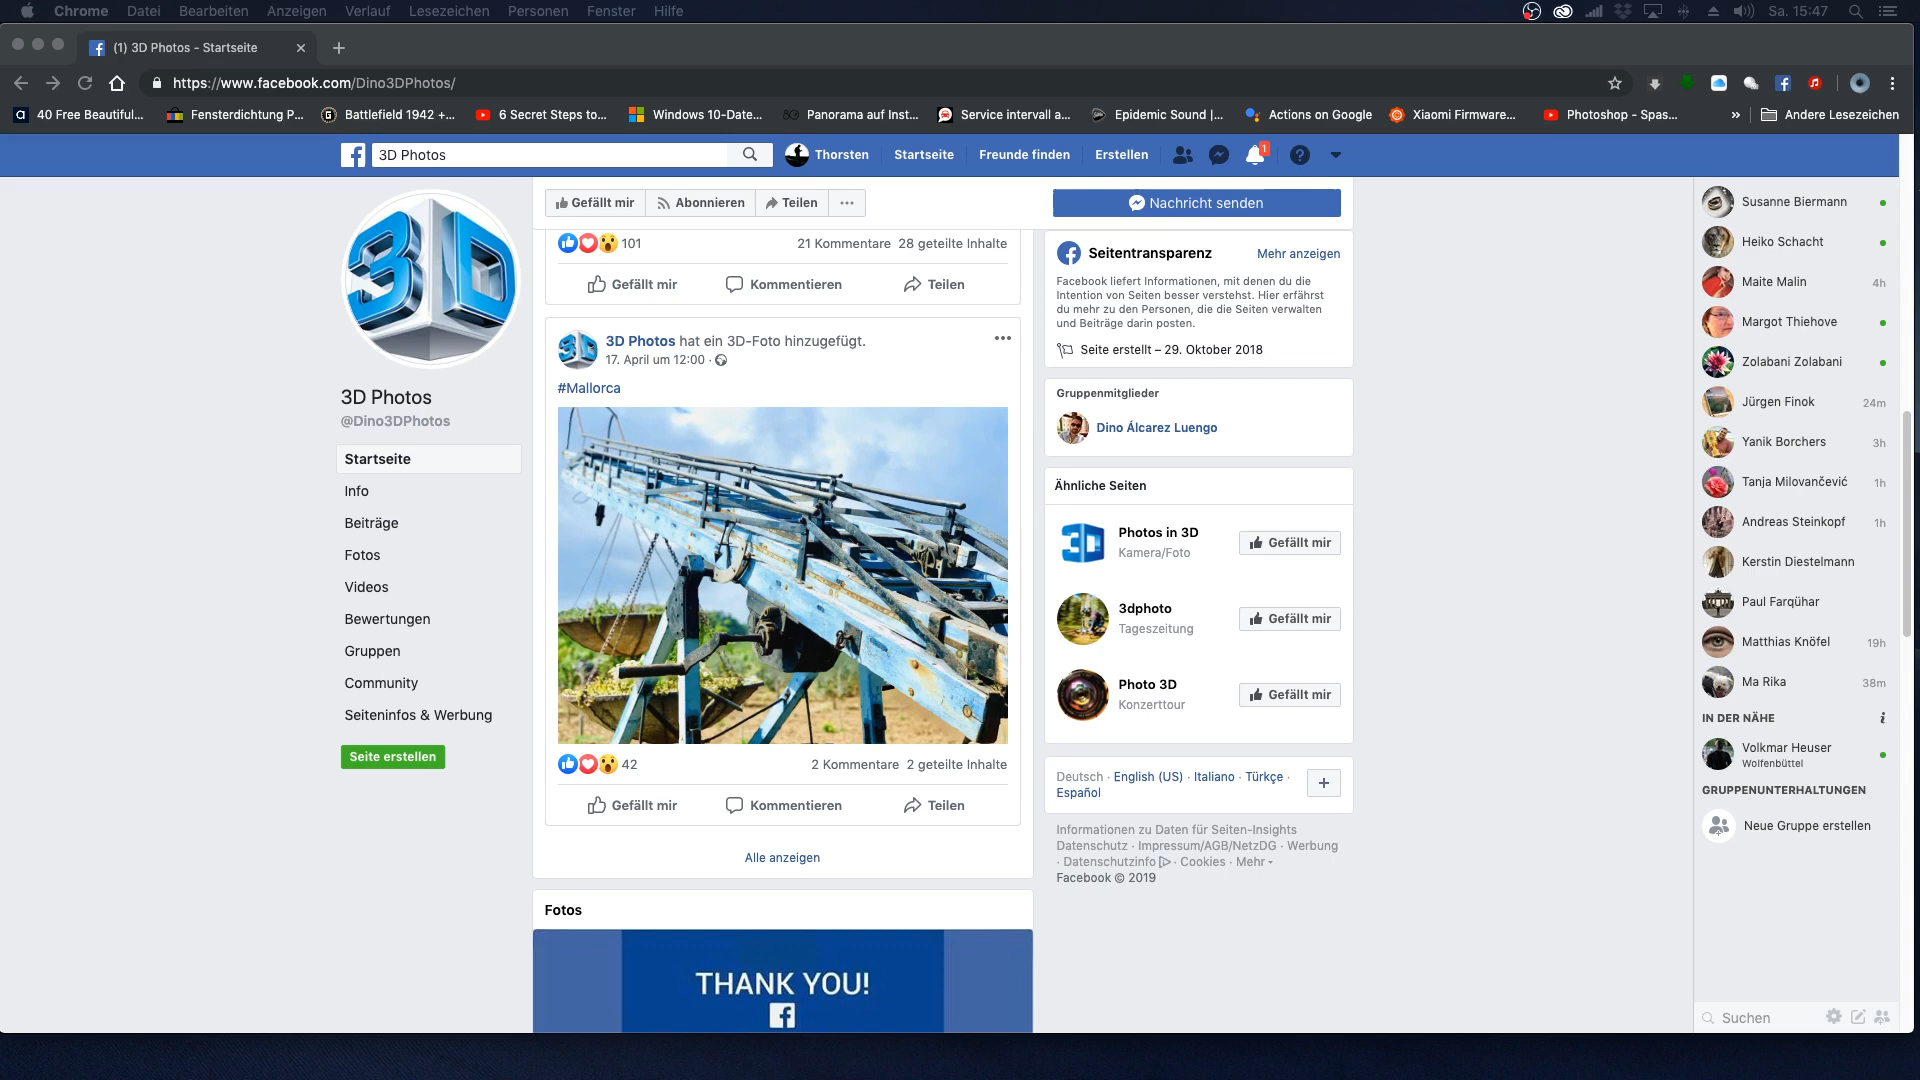 Chrome Datei Bearbeiten Anzeigen Verlauf Lesezeichen Personen Fenster Hilfe Sa. 15:47
(1) 3D Photos - Startseite
https://www.facebook.com/Dino3DPhotos/
40 Free Beautiful... Fensterdichtung P... Battlefield 1942 +... 6 Secret Steps to... Windows 10-Date... Panorama auf Inst... Service intervall a... Epidemic Sound |... Actions on Google Xiaomi Firmware... Photoshop - Spas... » Andere Lesezeichen
3D Photos Thorsten Startseite Freunde finden Erstellen 1
Gefällt mir Abonnieren Teilen ... Nachricht senden
101 21 Kommentare 28 geteilte Inhalte
Gefällt mir Kommentieren Teilen
3D Photos hat ein 3D-Foto hinzugefügt.
17. April um 12:00 ·
#Mallorca
42 2 Kommentare 2 geteilte Inhalte
Gefällt mir Kommentieren Teilen
Alle anzeigen
Fotos
THANK YOU!
3D
3D Photos
@Dino3DPhotos
Startseite
Info
Beiträge
Fotos
Videos
Bewertungen
Gruppen
Community
Seiteninfos & Werbung
Seite erstellen
Seitentransparenz Mehr anzeigen
Facebook liefert Informationen, mit denen du die
Intention von Seiten besser verstehst. Hier erfährst
du mehr zu den Personen, die die Seiten verwalten
und Beiträge darin posten.
Seite erstellt – 29. Oktober 2018
Gruppenmitglieder
Dino Álcarez Luengo
Ähnliche Seiten
Photos in 3D
Kamera/Foto
Gefällt mir
3dphoto
Tageszeitung
Gefällt mir
Photo 3D
Konzerttour
Gefällt mir
Deutsch · English (US) · Italiano · Türkçe ·
Español
+
Informationen zu Daten für Seiten-Insights
Datenschutz · Impressum/AGB/NetzDG · Werbung
· Datenschutzinfo · Cookies · Mehr
Facebook © 2019
Susanne Biermann
Heiko Schacht
Maite Malin 4h
Margot Thiehove
Zolabani Zolabani
Jürgen Finok 24m
Yanik Borchers 3h
Tanja Milovančević 1h
Andreas Steinkopf 1h
Kerstin Diestelmann
Paul Farqühar
Matthias Knöfel 19h
Ma Rika 38m
IN DER NÄHE
Volkmar Heuser
Wolfenbüttel
GRUPPENUNTERHALTUNGEN
Neue Gruppe erstellen
Suchen